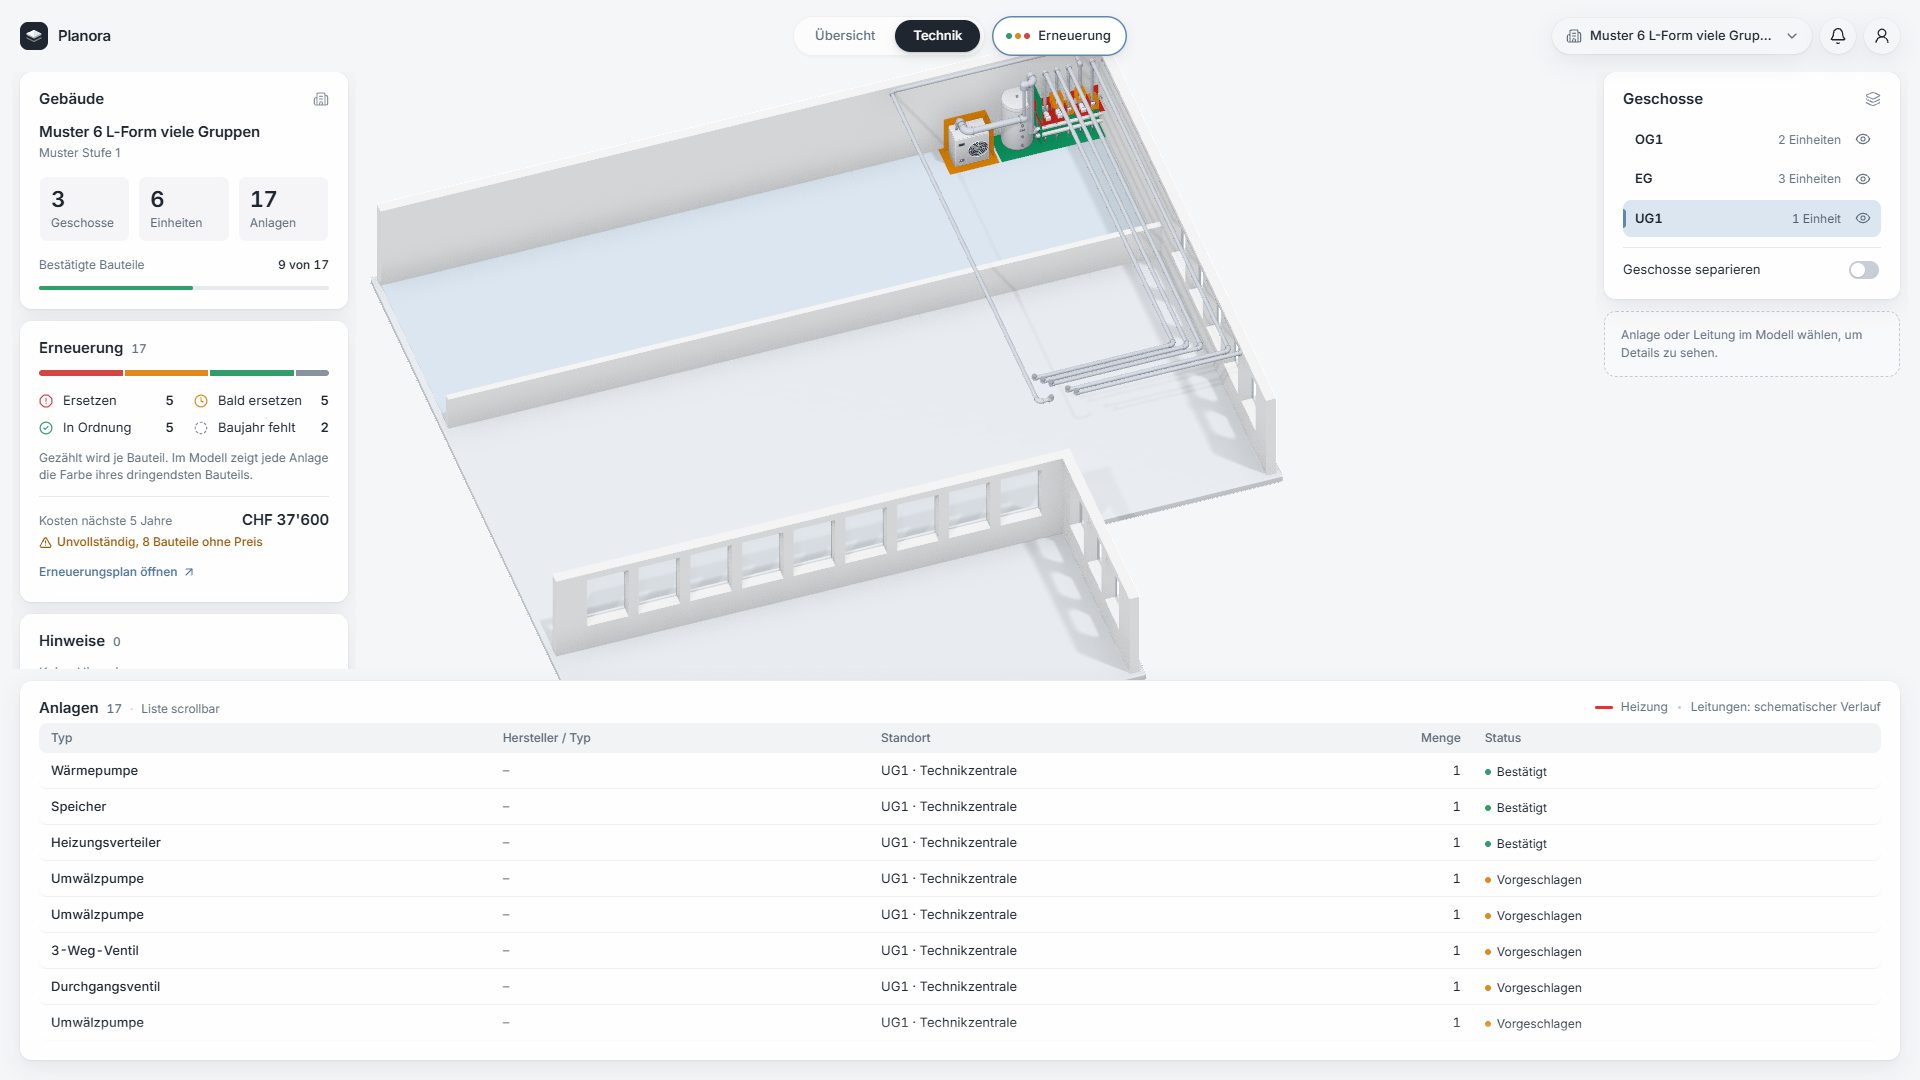 Planora
Übersicht
Technik
Erneuerung
Muster 6 L-Form viele Grup...
Gebäude
Muster 6 L-Form viele Gruppen
Muster Stufe 1
3 Geschosse
6 Einheiten
17 Anlagen
Bestätigte Bauteile 9 von 17
Erneuerung 17
Ersetzen 5 Bald ersetzen 5
In Ordnung 5 Baujahr fehlt 2
Gezählt wird je Bauteil. Im Modell zeigt jede Anlage
die Farbe ihres dringendsten Bauteils.
Kosten nächste 5 Jahre CHF 37'600
Unvollständig, 8 Bauteile ohne Preis
Erneuerungsplan öffnen
Hinweise 0
Geschosse
OG1 2 Einheiten
EG 3 Einheiten
UG1 1 Einheit
Geschosse separieren
Anlage oder Leitung im Modell wählen, um
Details zu sehen.
Anlagen 17 · Liste scrollbar
Heizung · Leitungen: schematischer Verlauf
Typ Hersteller / Typ Standort Menge Status
Wärmepumpe – UG1 · Technikzentrale 1 Bestätigt
Speicher – UG1 · Technikzentrale 1 Bestätigt
Heizungsverteiler – UG1 · Technikzentrale 1 Bestätigt
Umwälzpumpe – UG1 · Technikzentrale 1 Vorgeschlagen
Umwälzpumpe – UG1 · Technikzentrale 1 Vorgeschlagen
3-Weg-Ventil – UG1 · Technikzentrale 1 Vorgeschlagen
Durchgangsventil – UG1 · Technikzentrale 1 Vorgeschlagen
Umwälzpumpe – UG1 · Technikzentrale 1 Vorgeschlagen